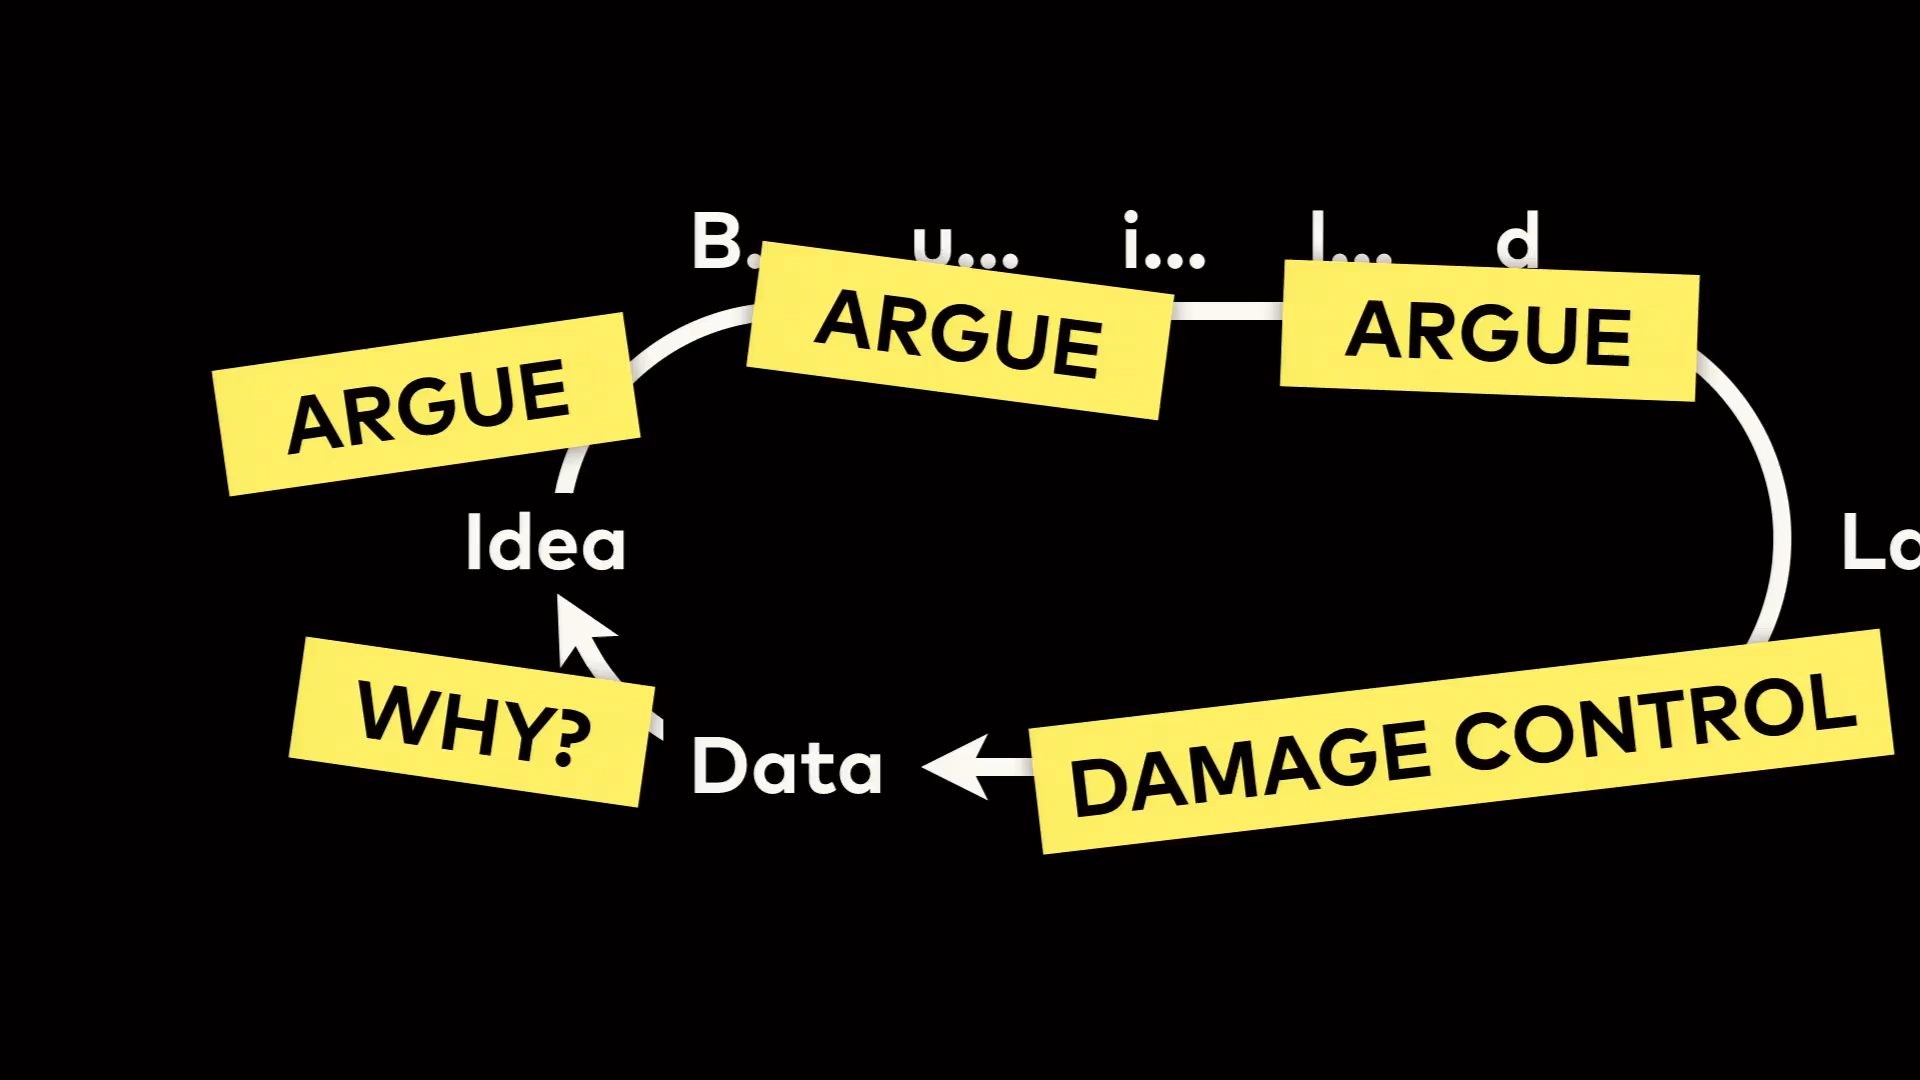 B... u... i... l... d
ARGUE
ARGUE
ARGUE
Idea
WHY?
Data
DAMAGE CONTROL